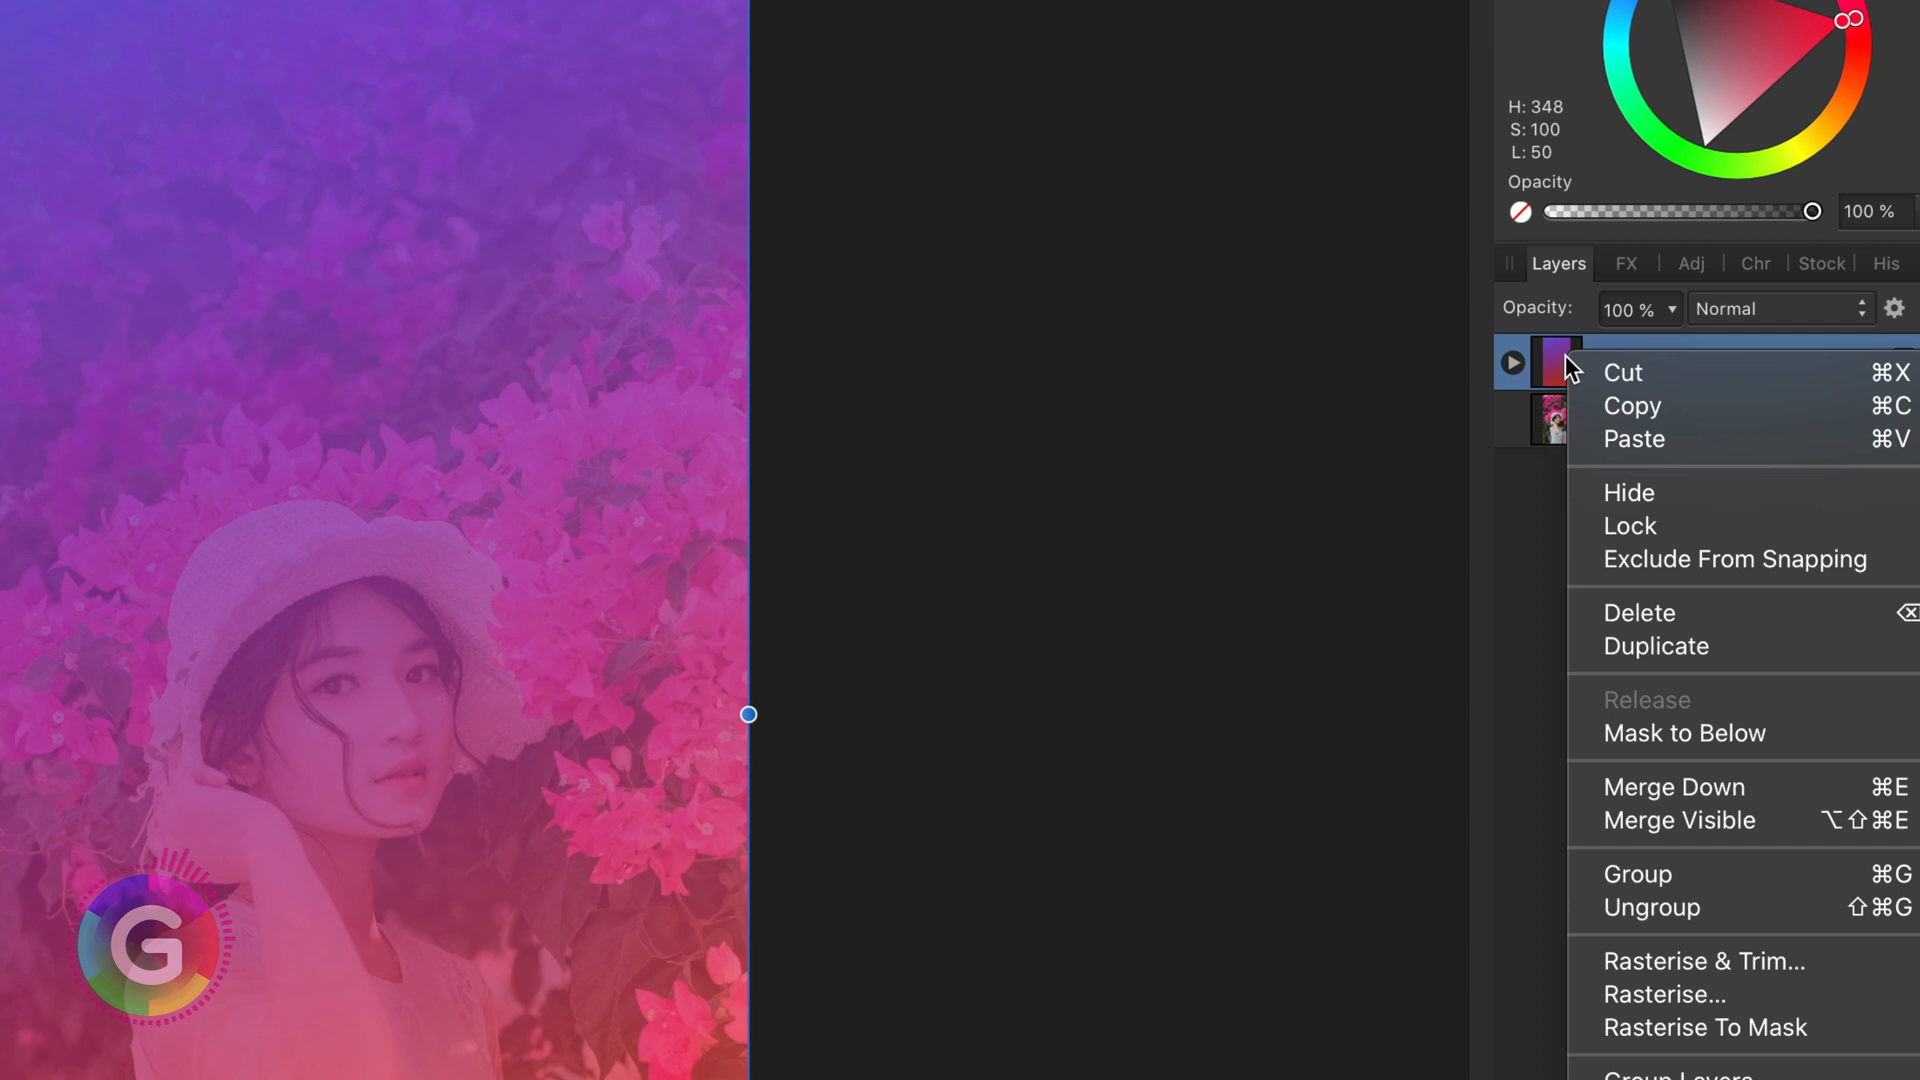 H: 348
S: 100
L: 50
Opacity
100 %
Layers FX Adj Chr Stock His
Opacity: 100 % Normal
Cut ⌘X
Copy ⌘C
Paste ⌘V
Hide
Lock
Exclude From Snapping
Delete ⌫
Duplicate
Release
Mask to Below
Merge Down ⌘E
Merge Visible ⌥⇧⌘E
Group ⌘G
Ungroup ⇧⌘G
Rasterise & Trim...
Rasterise...
Rasterise To Mask
Group Layers
G